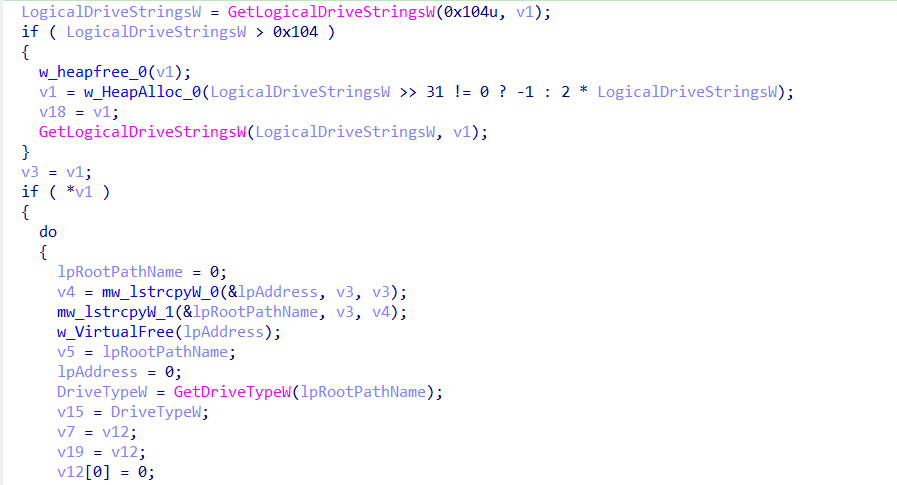 LogicalDriveStringsW = GetLogicalDriveStringsW(0x104u, v1);
if ( LogicalDriveStringsW > 0x104 )
{
w_heapfree_0(v1);
v1 = w_HeapAlloc_0(LogicalDriveStringsW >> 31 != 0 ? -1 : 2 * LogicalDriveStringsW);
v18 = v1;
GetLogicalDriveStringsW(LogicalDriveStringsW, v1);
}
v3 = v1;
if ( *v1 )
{
do
{
lpRootPathName = 0;
v4 = mw_lstrcpyW_0(&lpAddress, v3, v3);
mw_lstrcpyW_1(&lpRootPathName, v3, v4);
w_VirtualFree(lpAddress);
v5 = lpRootPathName;
lpAddress = 0;
DriveTypeW = GetDriveTypeW(lpRootPathName);
v15 = DriveTypeW;
v7 = v12;
v19 = v12;
v12[0] = 0;